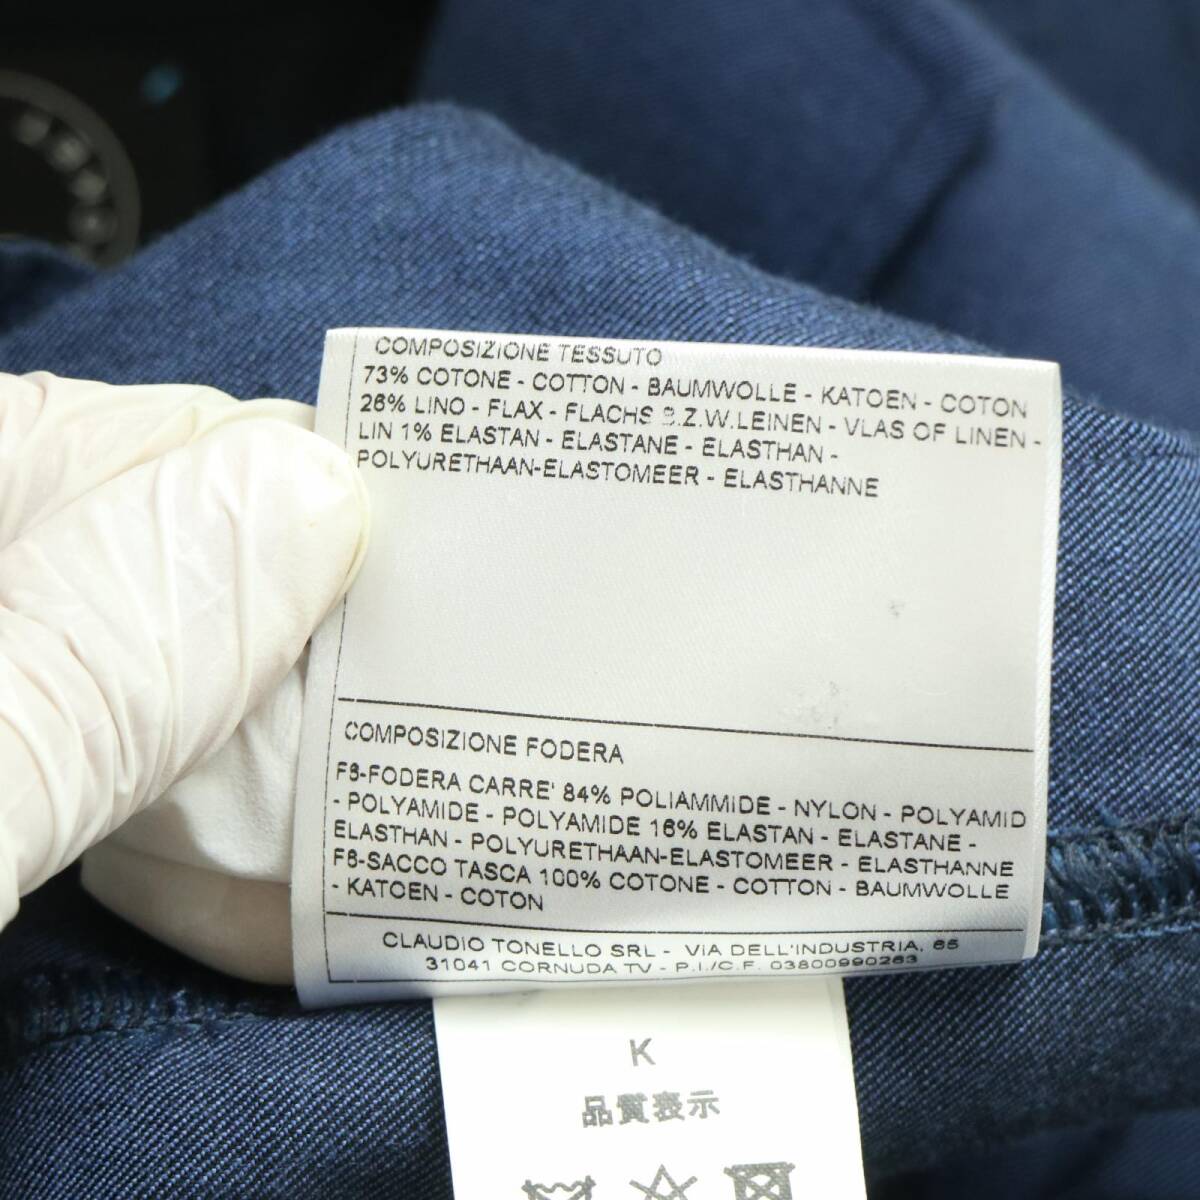 COMPOSIZIONE TESSUTO
73% COTONE - COTTON - BAUMWOLLE - KATOEN - COTON
26% LINO - FLAX - FLACHS B.Z.W.LEINEN - VLAS OF LINEN -
LIN 1% ELASTAN - ELASTANE - ELASTHAN -
POLYURETHAAN-ELASTOMEER - ELASTHANNE
COMPOSIZIONE FODERA
F6-FODERA CARRE' 84% POLIAMMIDE - NYLON - POLYAMID
- POLYAMIDE - POLYAMIDE 16% ELASTAN - ELASTANE -
ELASTHAN - POLYURETHAAN-ELASTOMEER - ELASTHANNE
F6-SACCO TASCA 100% COTONE - COTTON - BAUMWOLLE
- KATOEN - COTON
CLAUDIO TONELLO SRL - VIA DELL'INDUSTRIA, 65
31041 CORNUDA TV - P.I./C.F. 03800990263
K
品質表示